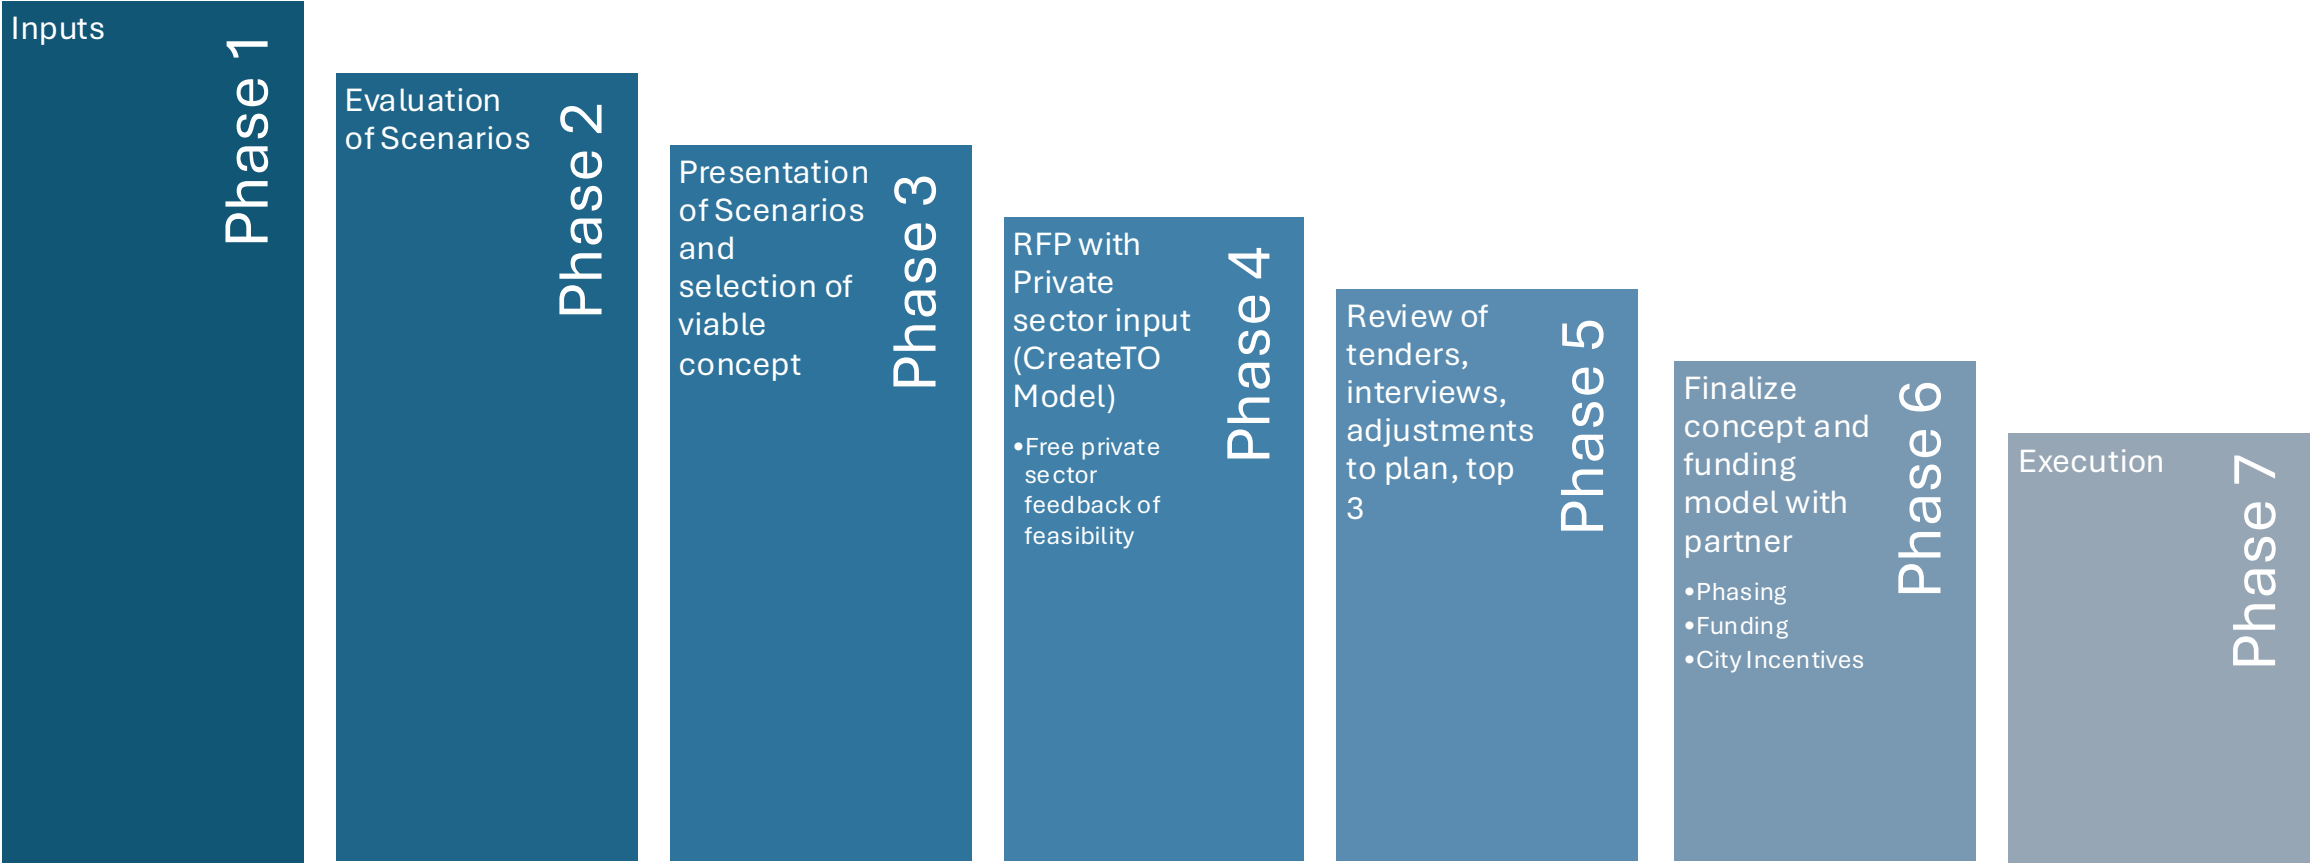 Inputs
Phase 1
Evaluation
of Scenarios
Phase 2
Presentation
of Scenarios
and
selection of
viable
concept
Phase 3
RFP with
Private
sector input
(CreateTO
Model)
•Free private
sector
feedback of
feasibility
Phase 4
Review of
tenders,
interviews,
adjustments
to plan, top
3
Phase 5
Finalize
concept and
funding
model with
partner
•Phasing
•Funding
•City Incentives
Phase 6
Execution
Phase 7